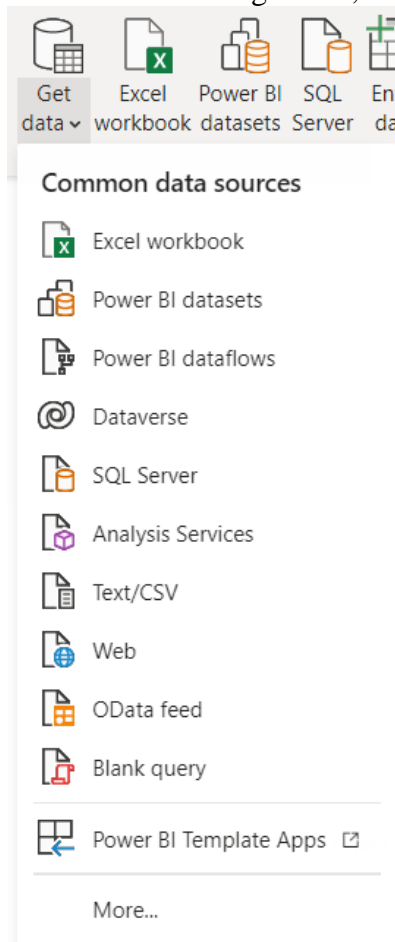 Get data
Excel workbook
Power BI datasets
SQL Server
Common data sources
Excel workbook
Power BI datasets
Power BI dataflows
Dataverse
SQL Server
Analysis Services
Text/CSV
Web
OData feed
Blank query
Power BI Template Apps
More...